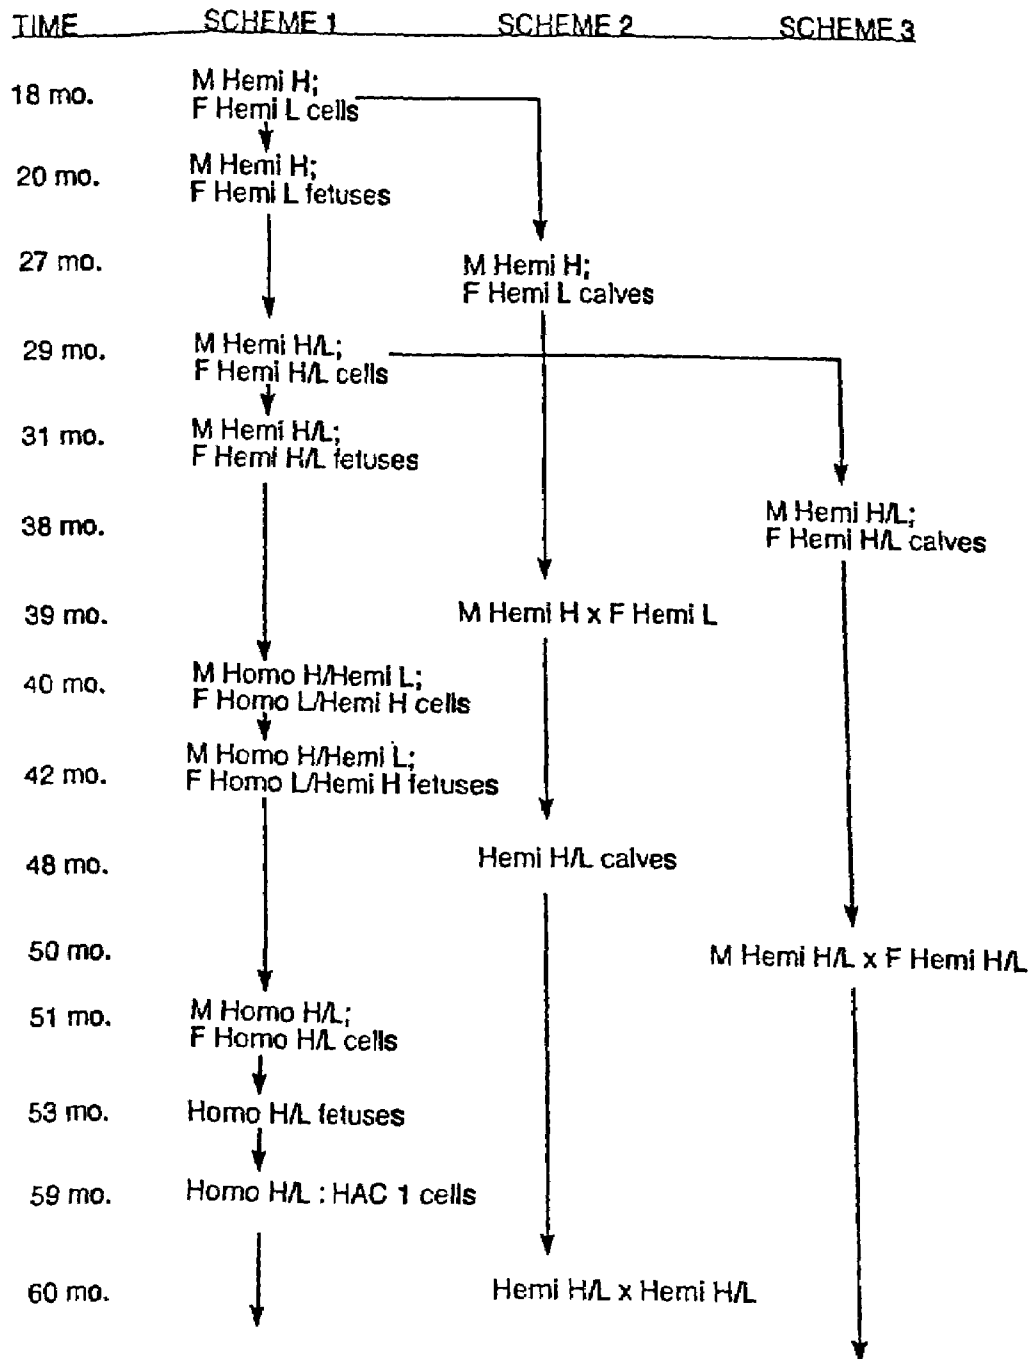 TIME SCHEME 1 SCHEME 2 SCHEME 3
18 mo. M Hemi H;
F Hemi L cells
20 mo. M Hemi H;
F Hemi L fetuses
27 mo. M Hemi H;
F Hemi L calves
29 mo. M Hemi H/L;
F Hemi H/L cells
31 mo. M Hemi H/L;
F Hemi H/L fetuses
38 mo. M Hemi H/L;
F Hemi H/L calves
39 mo. M Hemi H x F Hemi L
40 mo. M Homo H/Hemi L;
F Homo L/Hemi H cells
42 mo. M Homo H/Hemi L;
F Homo L/Hemi H fetuses
48 mo. Hemi H/L calves
50 mo. M Hemi H/L x F Hemi H/L
51 mo. M Homo H/L;
F Homo H/L cells
53 mo. Homo H/L fetuses
59 mo. Homo H/L : HAC 1 cells
60 mo. Hemi H/L x Hemi H/L